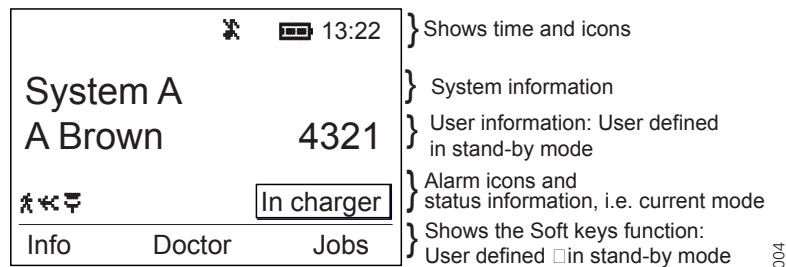 13:22
Shows time and icons
System A
System information
A Brown 4321
User information: User defined
in stand-by mode
In charger
Alarm icons and
status information, i.e. current mode
Info Doctor Jobs
Shows the Soft keys function:
User defined □in stand-by mode
004